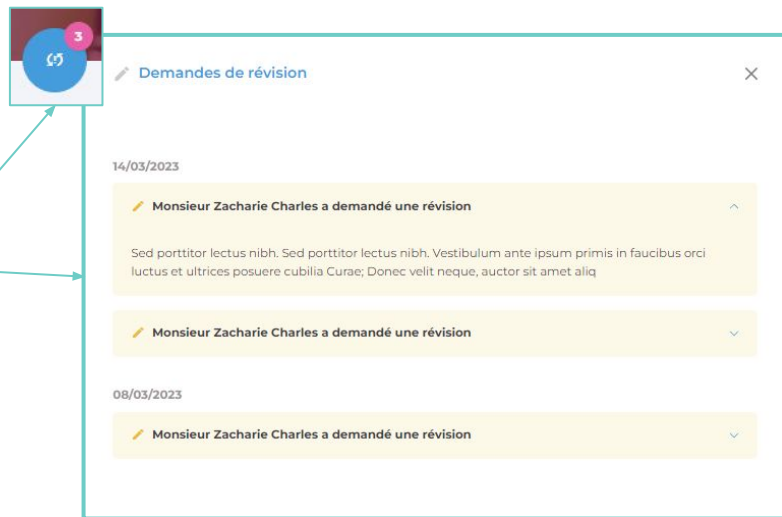 3
Demandes de révision
14/03/2023
Monsieur Zacharie Charles a demandé une révision
Sed porttitor lectus nibh. Sed porttitor lectus nibh. Vestibulum ante ipsum primis in faucibus orci
luctus et ultrices posuere cubilia Curae; Donec velit neque, auctor sit amet aliq
Monsieur Zacharie Charles a demandé une révision
08/03/2023
Monsieur Zacharie Charles a demandé une révision